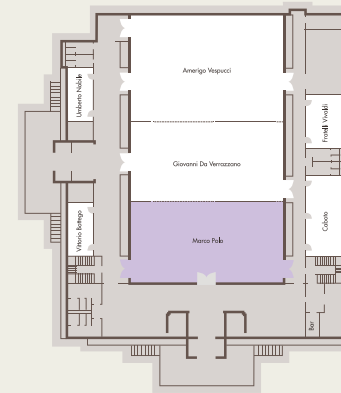 Amerigo Vespucci
Umberto Nobile
Fratelli Vivaldi
Giovanni Da Verrazzano
Vittorio Bottego
Marco Polo
Caboto
Bar